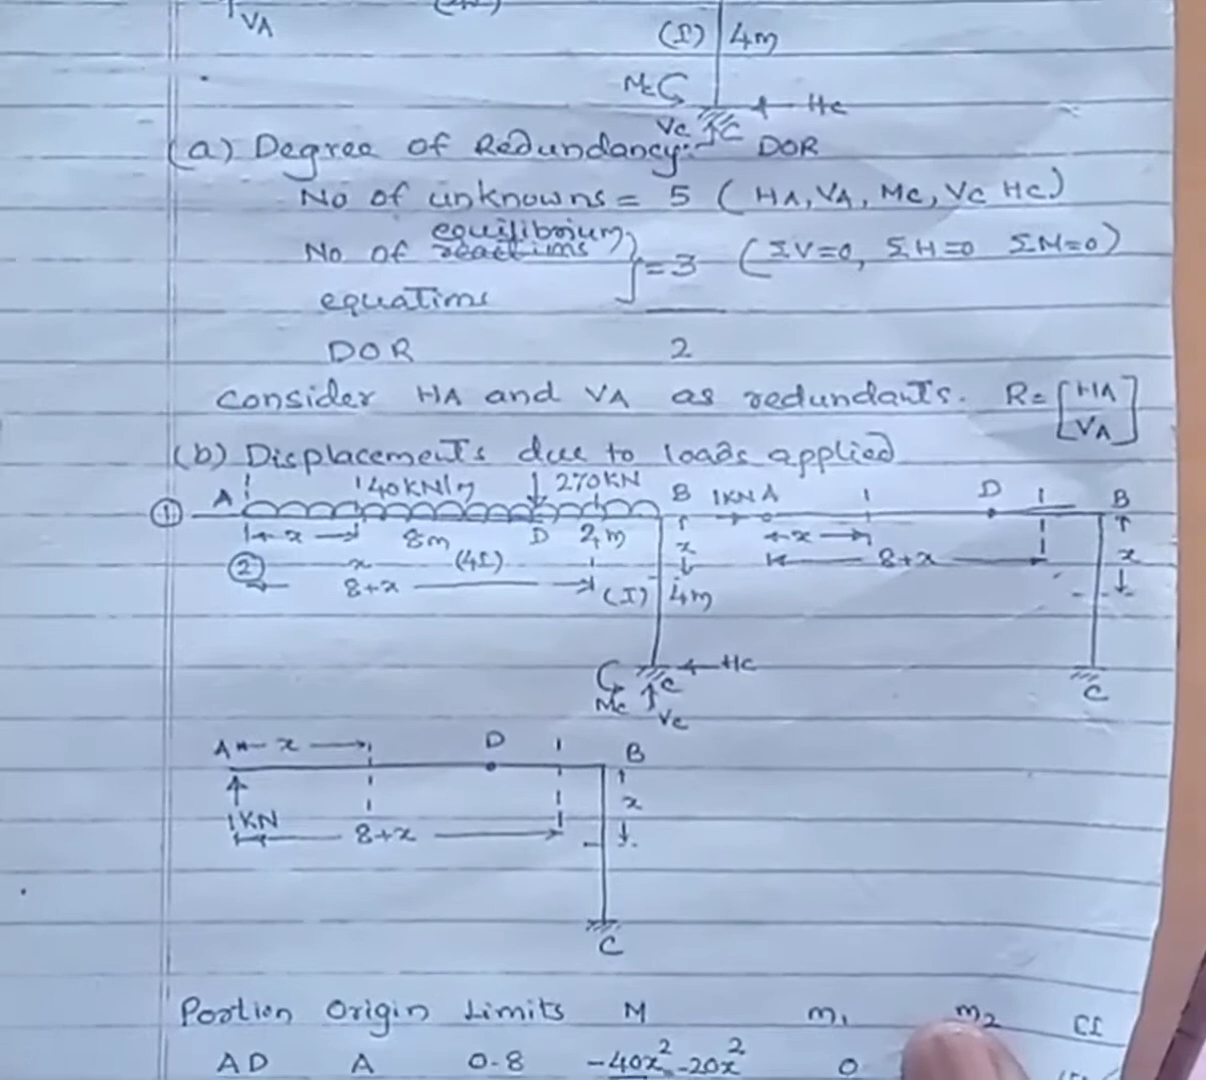 VA
(I) 4m
Mc
Hc
Vc C
(a) Degree of Redundancy:- DOR
No of unknowns = 5 (HA, VA, Mc, Vc Hc)
equilibrium
No of reactions } = 3 (ΣV=0, ΣH=0 ΣM=0)
equations
DOR 2
Consider HA and VA as redundants. R = [HA VA]
(b) Displacements due to loads applied
A 40KN/m 270KN B 1KN A D B
① x 8m D 2m x x 8+x x
② x (4I)
8+x (I) 4m
Hc
Mc C C
Vc
A x D B
x
1KN 8+x
C
Portion Origin Limits M m1 m2 CI
AD A 0-8 -40x² -20x² 0